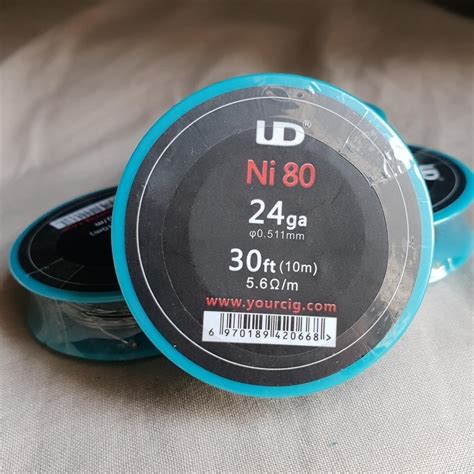 UD®
Ni 80
24ga
φ0.511mm
30ft (10m)
5.6Ω/m
www.yourcig.com
6 970189 420668 >